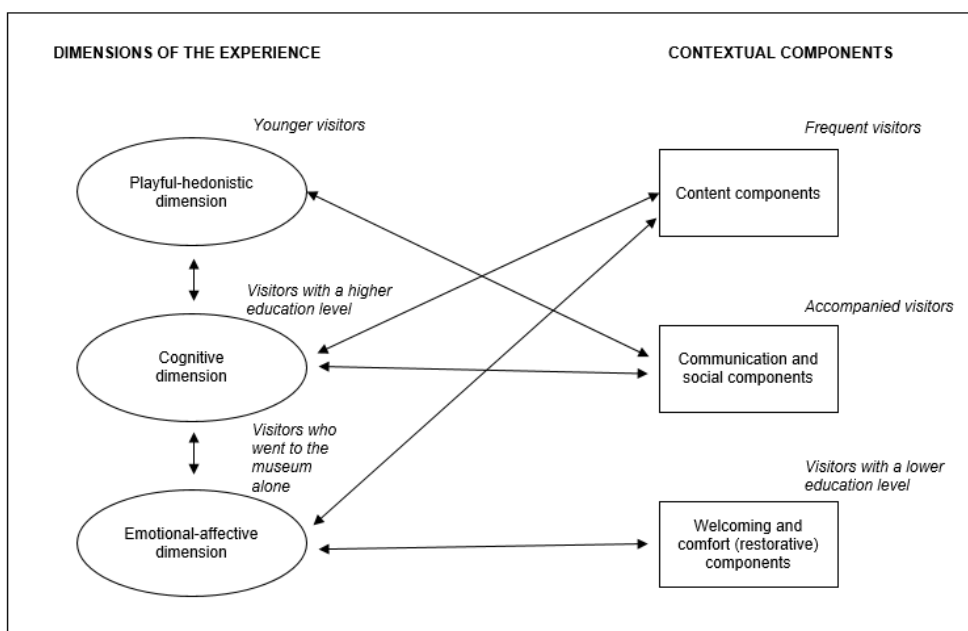 DIMENSIONS OF THE EXPERIENCE
CONTEXTUAL COMPONENTS
Younger visitors
Playful-hedonistic
dimension
Visitors with a higher
education level
Cognitive
dimension
Visitors who
went to the
museum
alone
Emotional-affective
dimension
Frequent visitors
Content components
Accompanied visitors
Communication and
social components
Visitors with a lower
education level
Welcoming and
comfort (restorative)
components